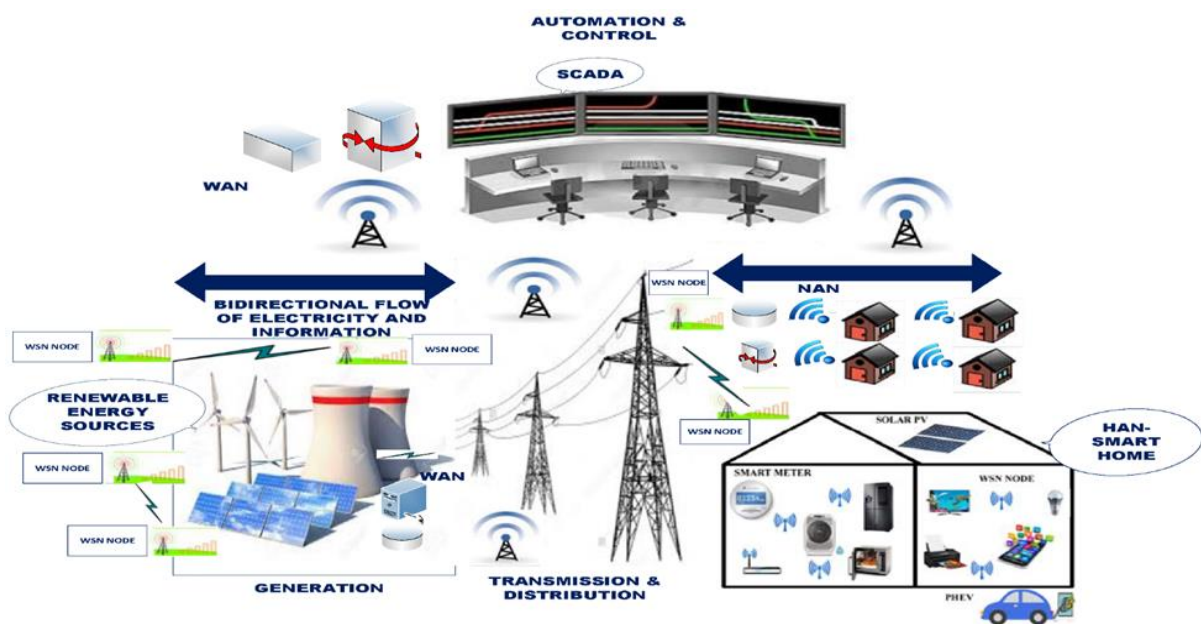 AUTOMATION &
CONTROL
SCADA
WAN
BIDIRECTIONAL FLOW
OF ELECTRICITY AND
INFORMATION
WSN NODE
NAN
WSN NODE
WSN NODE
RENEWABLE
ENERGY
SOURCES
WSN NODE
WSN NODE
WAN
WSN NODE
SOLAR PV
HAN-
SMART
HOME
SMART METER
WSN NODE
GENERATION
TRANSMISSION &
DISTRIBUTION
PHEV